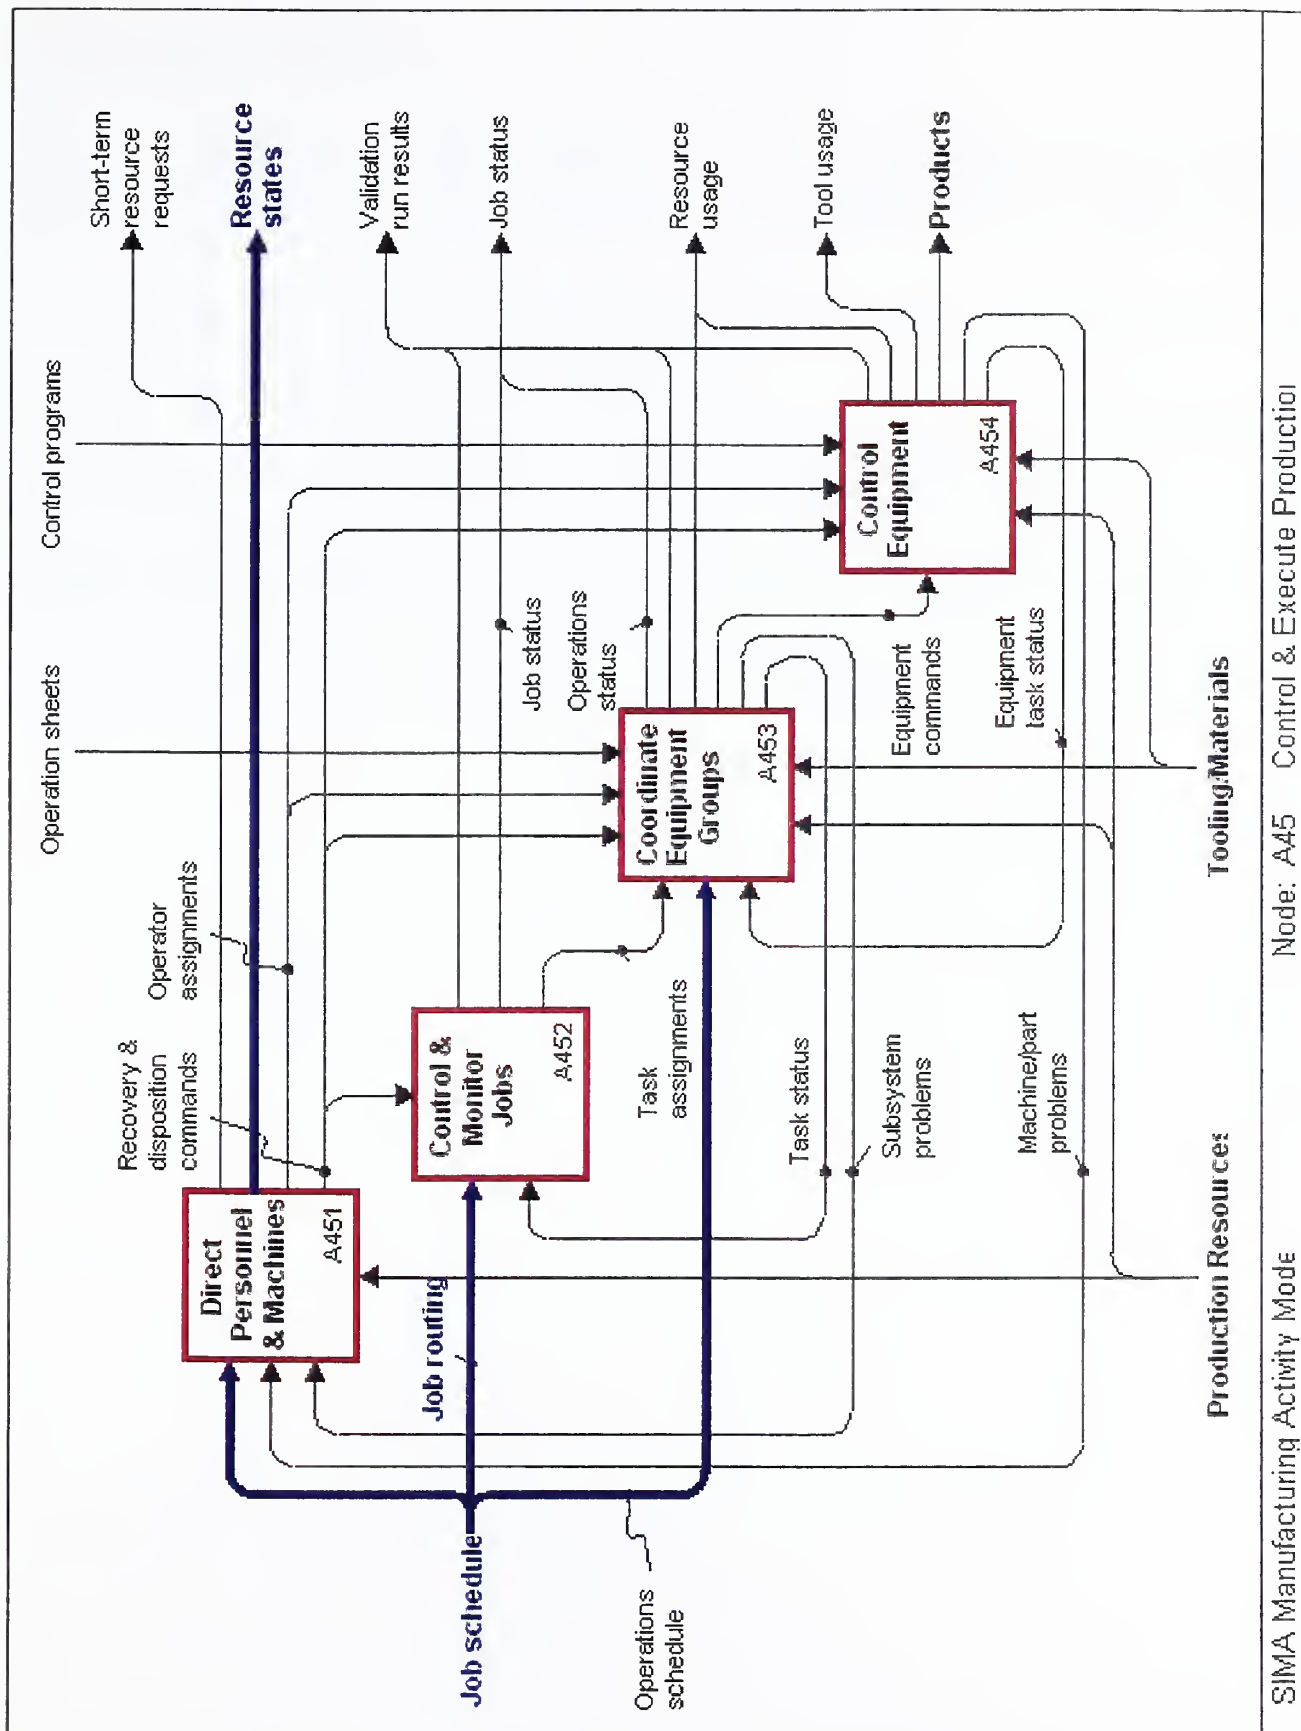 Operation sheets
Control programs
Short-term
resource
requests
Resource
states
Recovery &
disposition
commands
Operator
assignments
Direct
Personnel
& Machines
A451
Validation
run results
Job routing
Control &
Monitor
Jobs
A452
Job status
Job status
Operations
status
Job schedule
Operations
schedule
Task
assignments
Coordinate
Equipment
Groups
A453
Resource
usage
Tool usage
Task status
Subsystem
problems
Equipment
commands
Control
Equipment
A454
Products
Machine/part
problems
Equipment
task status
Production Resources
Tooling/Materials
SIMA Manufacturing Activity Mode
Node: A45 Control & Execute Production